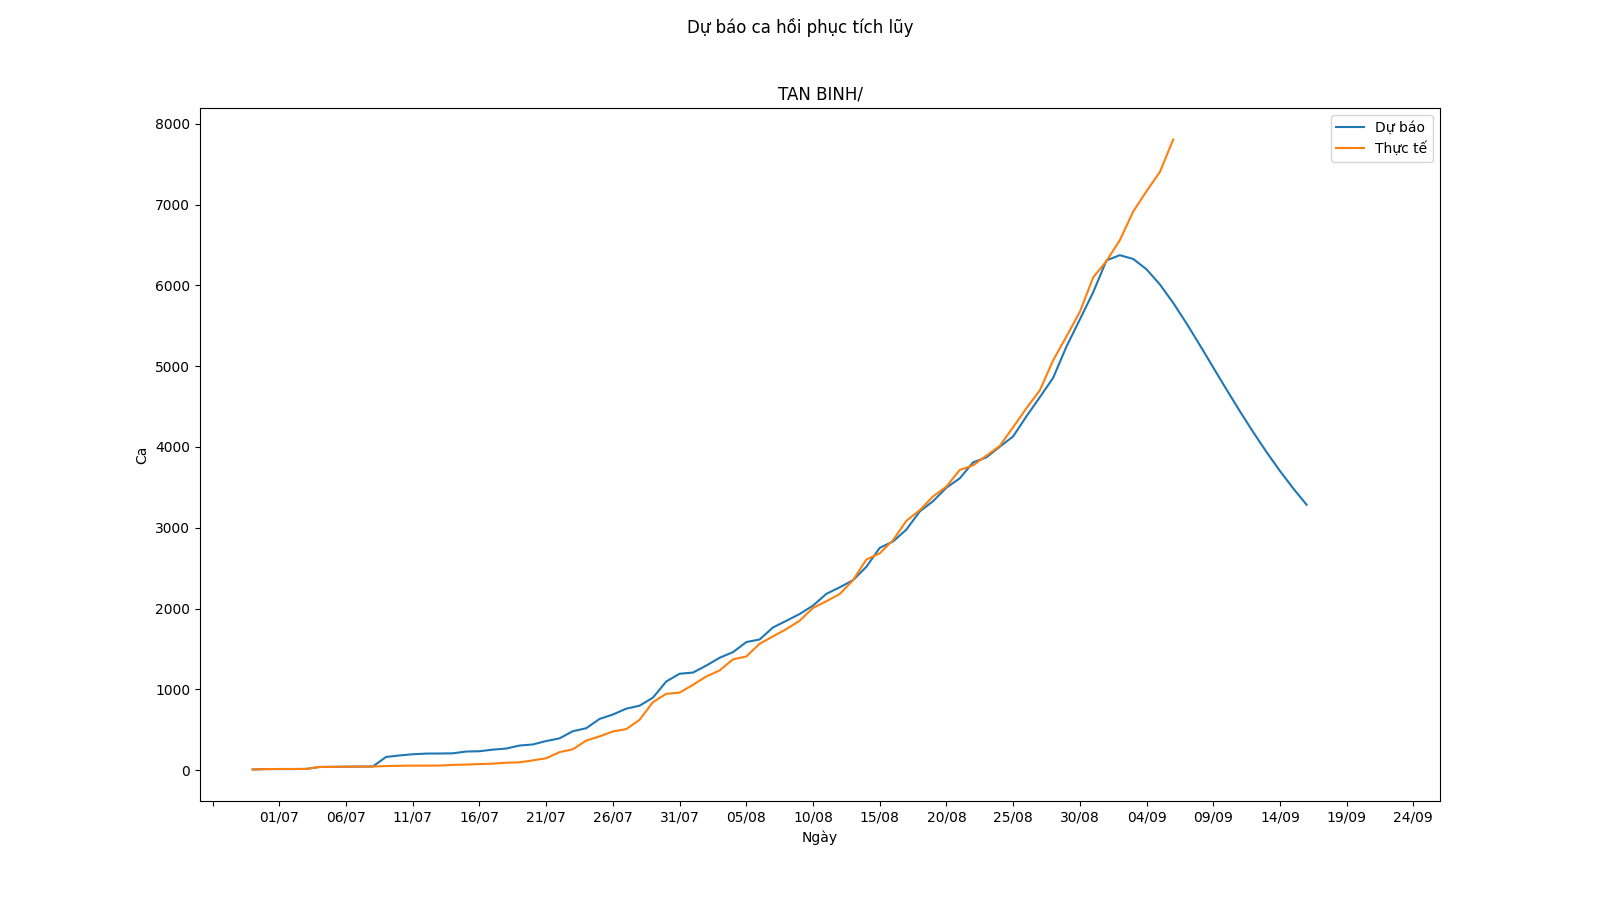 Dự báo ca hồi phục tích lũy
TAN BINH/
Dự báo
Thực tế
8000
7000
6000
5000
4000
3000
2000
1000
0
Ca
01/07 06/07 11/07 16/07 21/07 26/07 31/07 05/08 10/08 15/08 20/08 25/08 30/08 04/09 09/09 14/09 19/09 24/09
Ngày